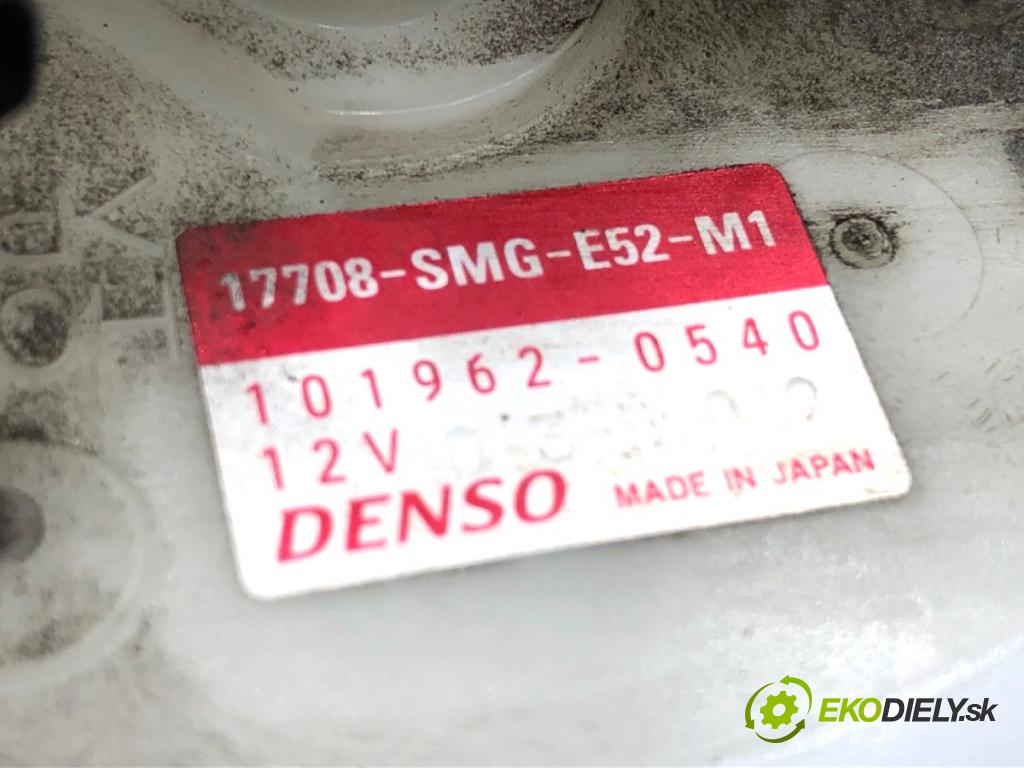 17708-SMG-E52-M1
101962-0540
12V
DENSO MADE IN JAPAN
EKODIELY.sk